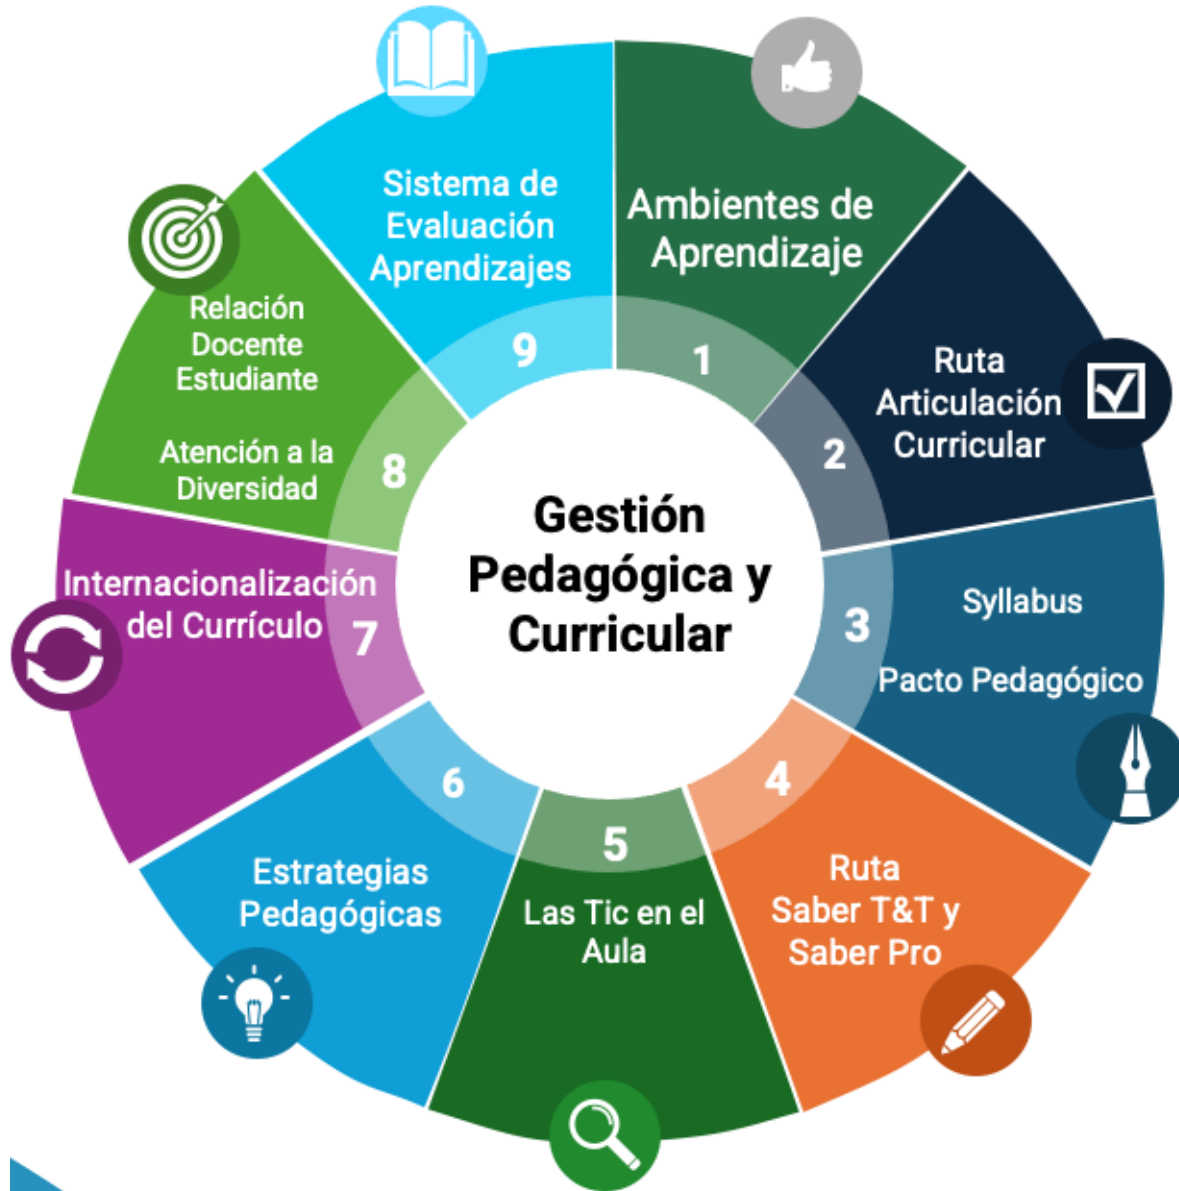 Gestión
Pedagógica y
Curricular
1
Ambientes de
Aprendizaje
2
Ruta
Articulación
Curricular
3
Syllabus
Pacto Pedagógico
4
Ruta
Saber T&T y
Saber Pro
5
Las Tic en el
Aula
6
Estrategias
Pedagógicas
7
Internacionalización
del Currículo
8
Relación
Docente
Estudiante
Atención a la
Diversidad
9
Sistema de
Evaluación
Aprendizajes